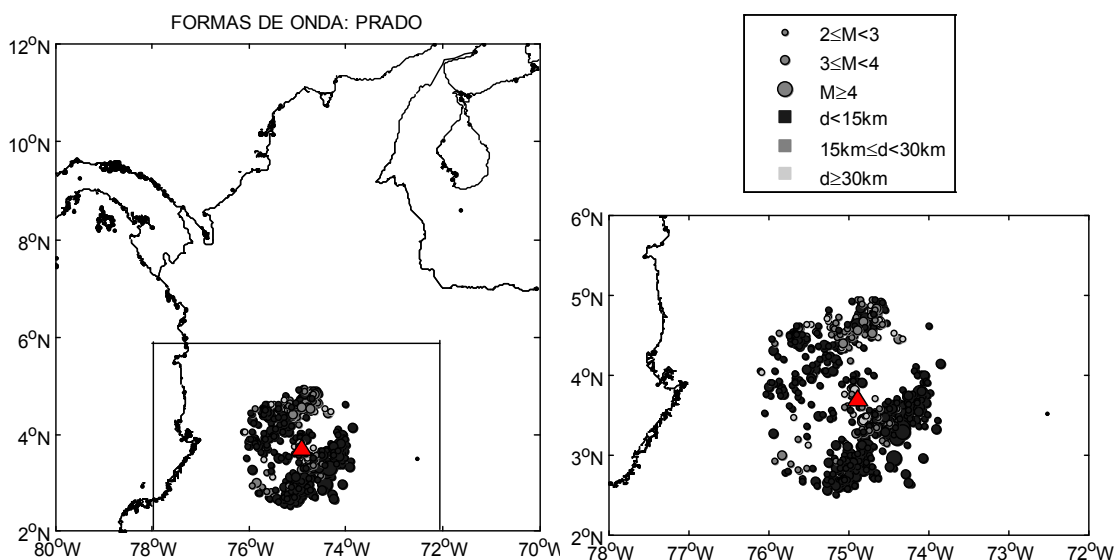 FORMAS DE ONDA: PRADO
12°N
10°N
8°N
6°N
4°N
2°N
80°W 78°W 76°W 74°W 72°W 70°W
2≤M<3
3≤M<4
M≥4
d<15km
15km≤d<30km
d≥30km
6°N
5°N
4°N
3°N
2°N
78°W 77°W 76°W 75°W 74°W 73°W 72°W